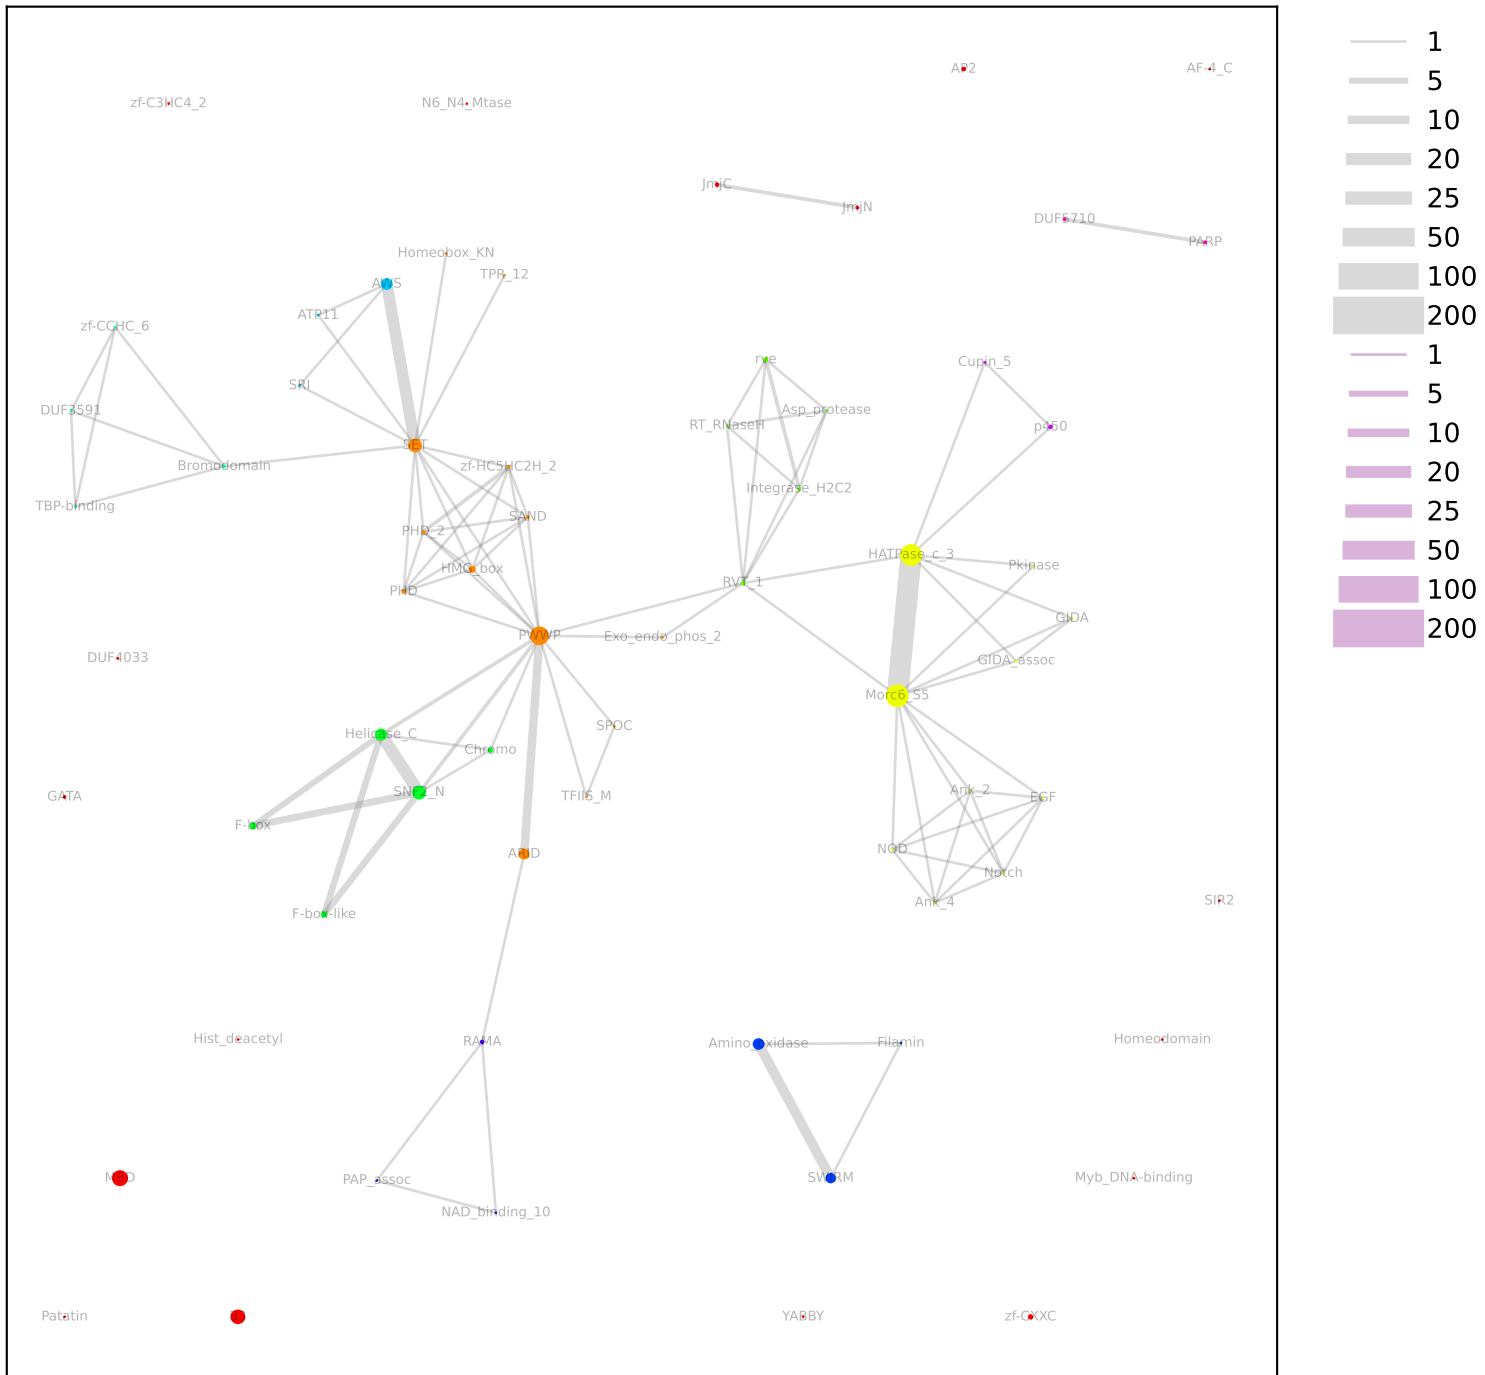 AP2
AF-4_C
zf-C3HC4_2
N6_N4_Mtase
JmjC
JmjN
DUF5710
PARP
Homeobox_KN
TPR_12
AWS
ATP11
zf-CCHC_6
SRI
DUF3591
SET
Bromodomain
zf-HC5HC2H_2
TBP-binding
SAND
PHD_2
HMG_box
PHD
rve
Cupin_5
Asp_protease
RT_RNaseH
p450
Integrase_H2C2
HATPase_c_3
Pkinase
RVT_1
GIDA
PWWP
Exo_endo_phos_2
GIDA_assoc
DUF4033
Morc6_S5
SPOC
Helicase_C
Chromo
SNF2_N
TFIIS_M
GATA
F-box
Ank_2
EGF
NOD
ARID
Notch
Ank_4
SIR2
F-box-like
Hist_deacetyl
RAMA
Amino_oxidase
Filamin
Homeodomain
MBD
PAP_assoc
SWIRM
Myb_DNA-binding
NAD_binding_10
Patatin
YABBY
zf-CXXC
1
5
10
20
25
50
100
200
1
5
10
20
25
50
100
200